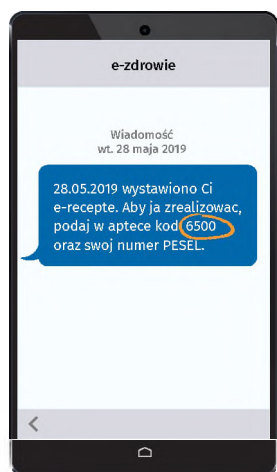 e-zdrowie
Wiadomość
wt. 28 maja 2019
28.05.2019 wystawiono Ci
e-recepte. Aby ja zrealizowac,
podaj w aptece kod 6500
oraz swoj numer PESEL.